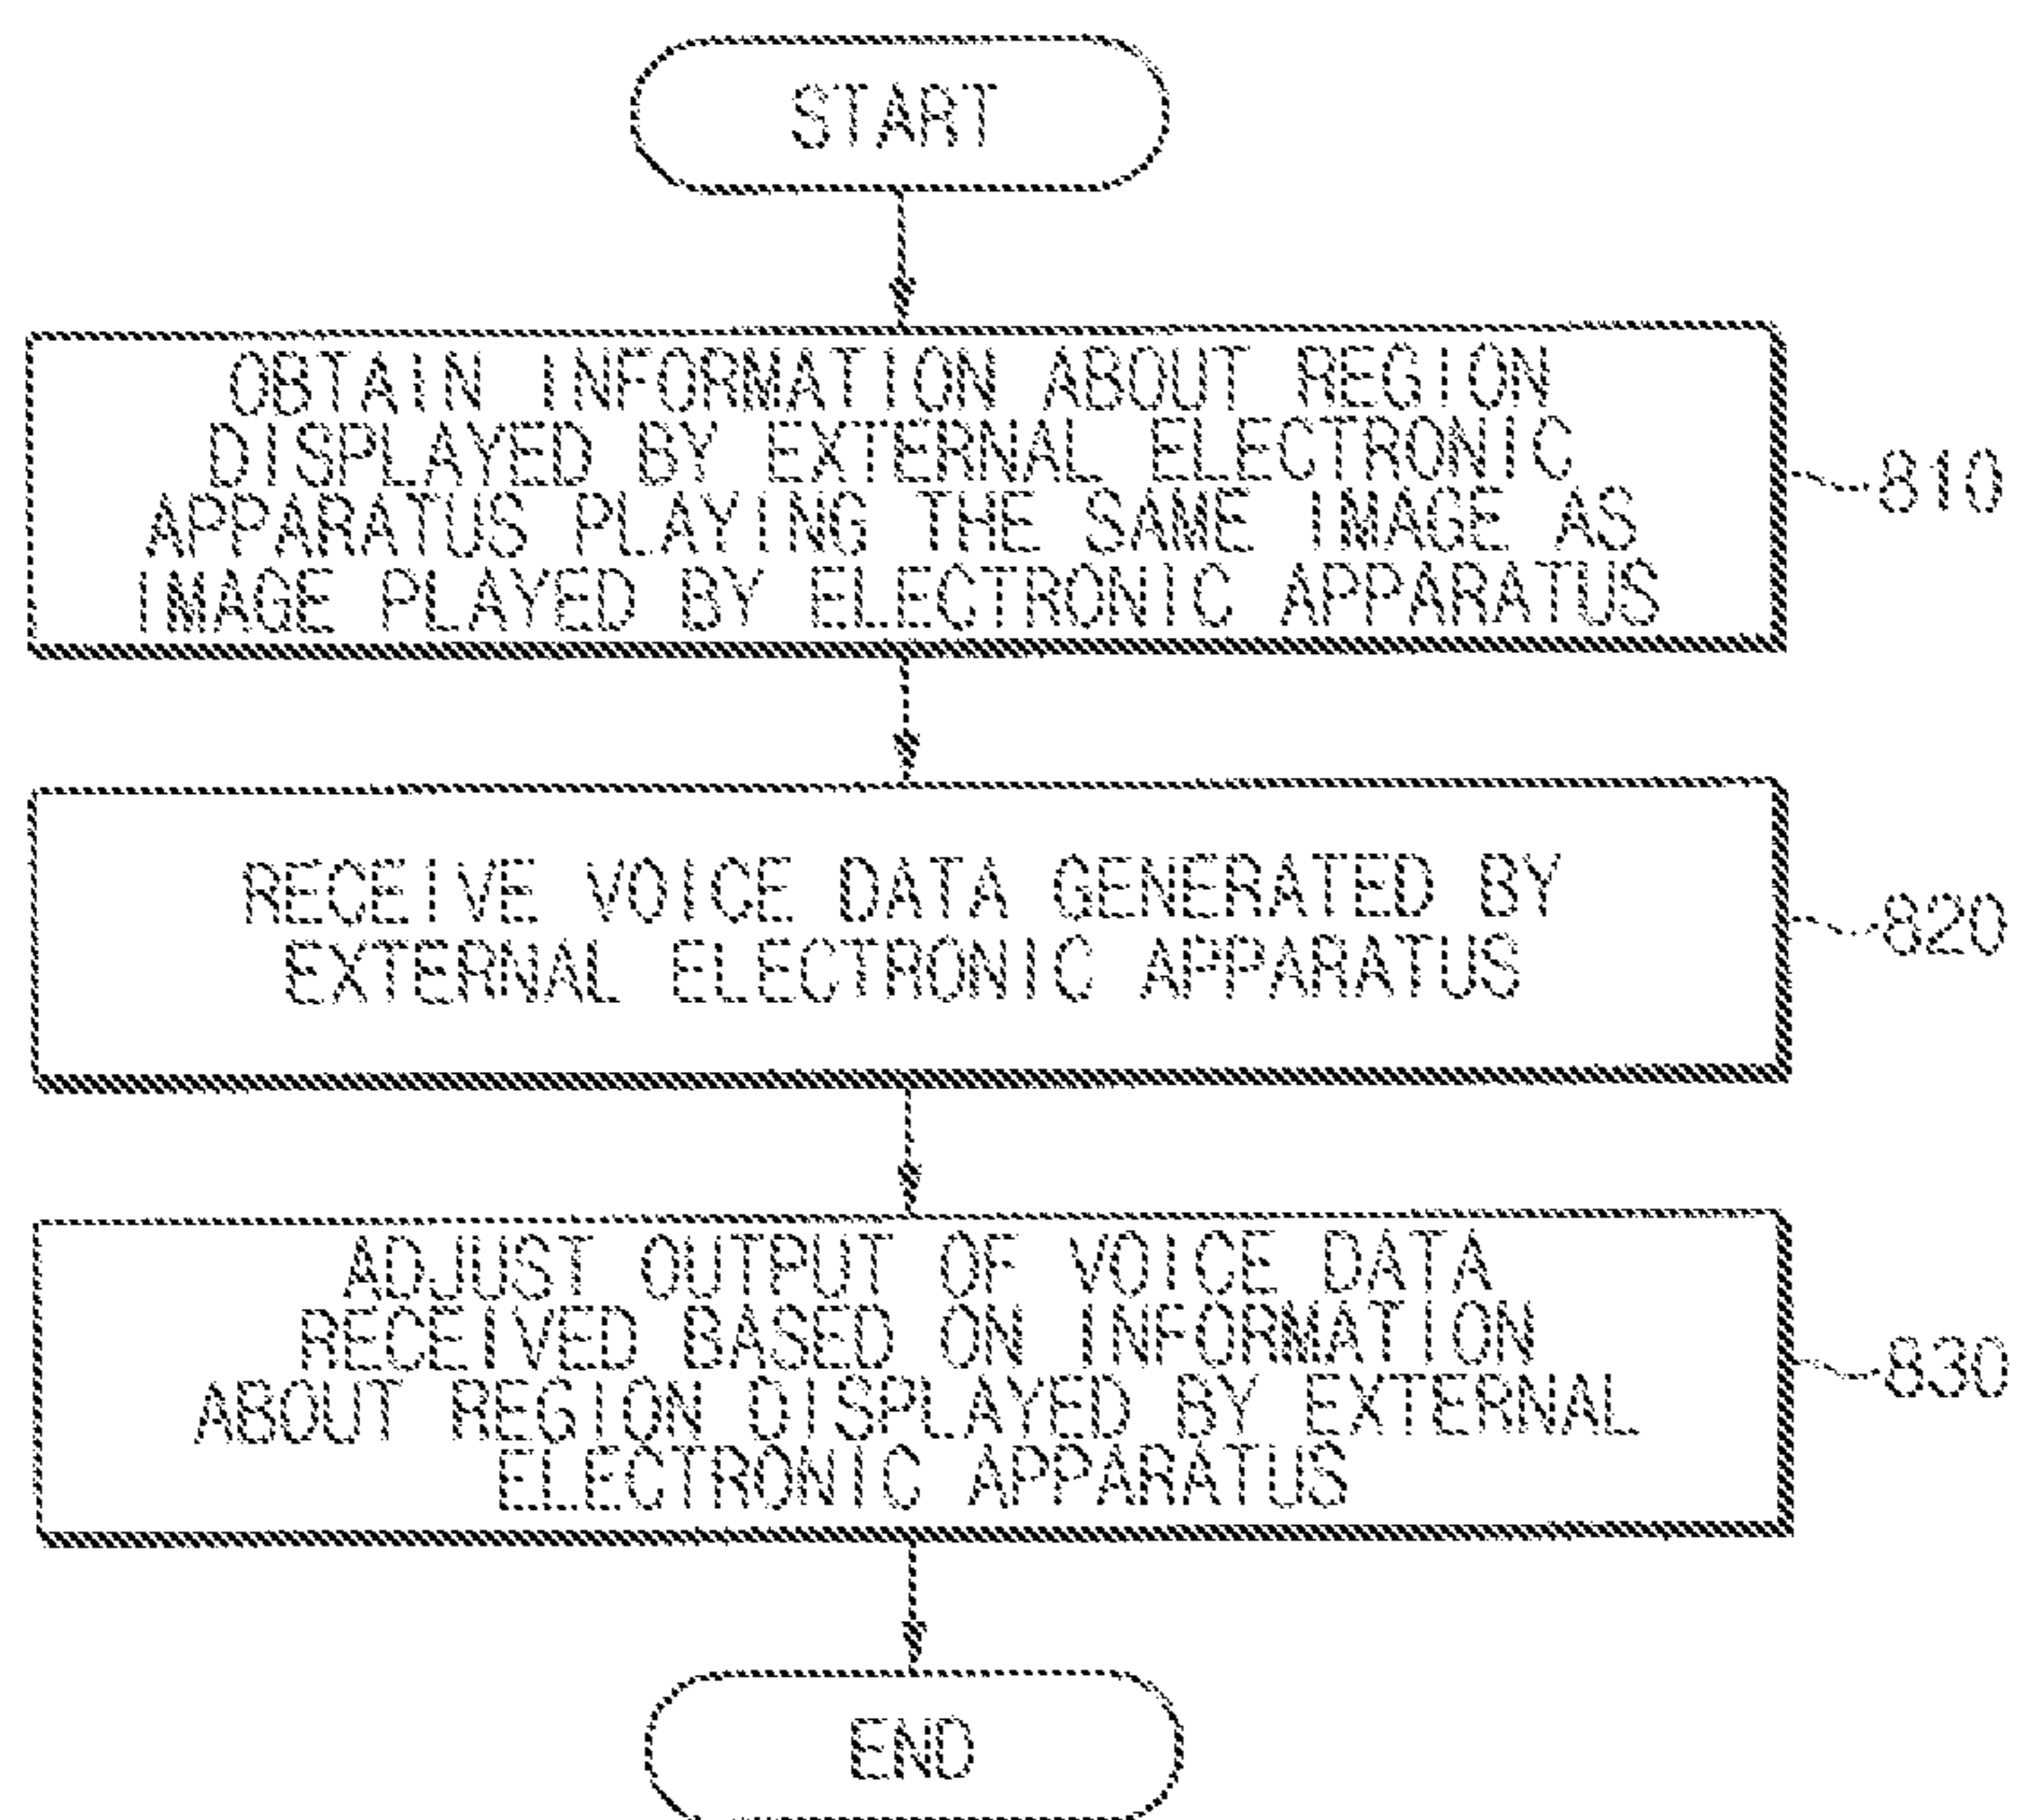 START
OBTAIN INFORMATION ABOUT REGION
DISPLAYED BY EXTERNAL ELECTRONIC
APPARATUS PLAYING THE SAME IMAGE AS
IMAGE PLAYED BY ELECTRONIC APPARATUS
810
RECEIVE VOICE DATA GENERATED BY
EXTERNAL ELECTRONIC APPARATUS
820
ADJUST OUTPUT OF VOICE DATA
RECEIVED BASED ON INFORMATION
ABOUT REGION DISPLAYED BY EXTERNAL
ELECTRONIC APPARATUS
830
END